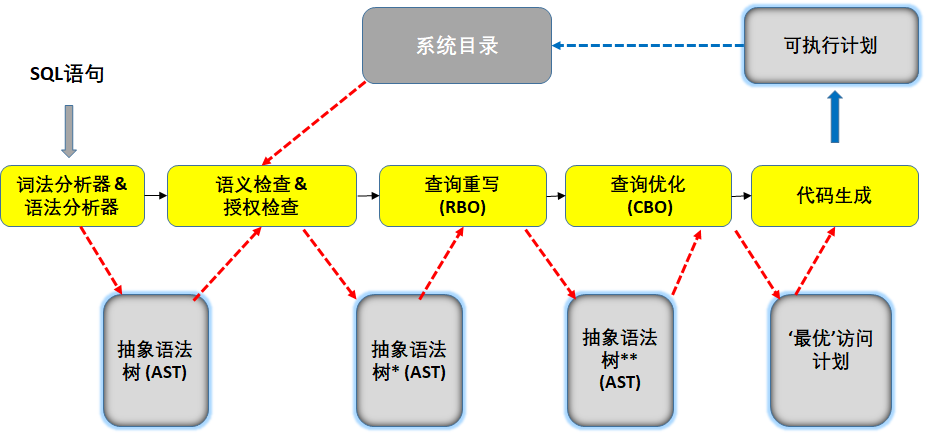 系统目录
可执行计划
SQL语句
词法分析器 &
语法分析器
语义检查 &
授权检查
查询重写
(RBO)
查询优化
(CBO)
代码生成
抽象语法
树 (AST)
抽象语法
树* (AST)
抽象语法
树**
(AST)
‘最优’访问
计划